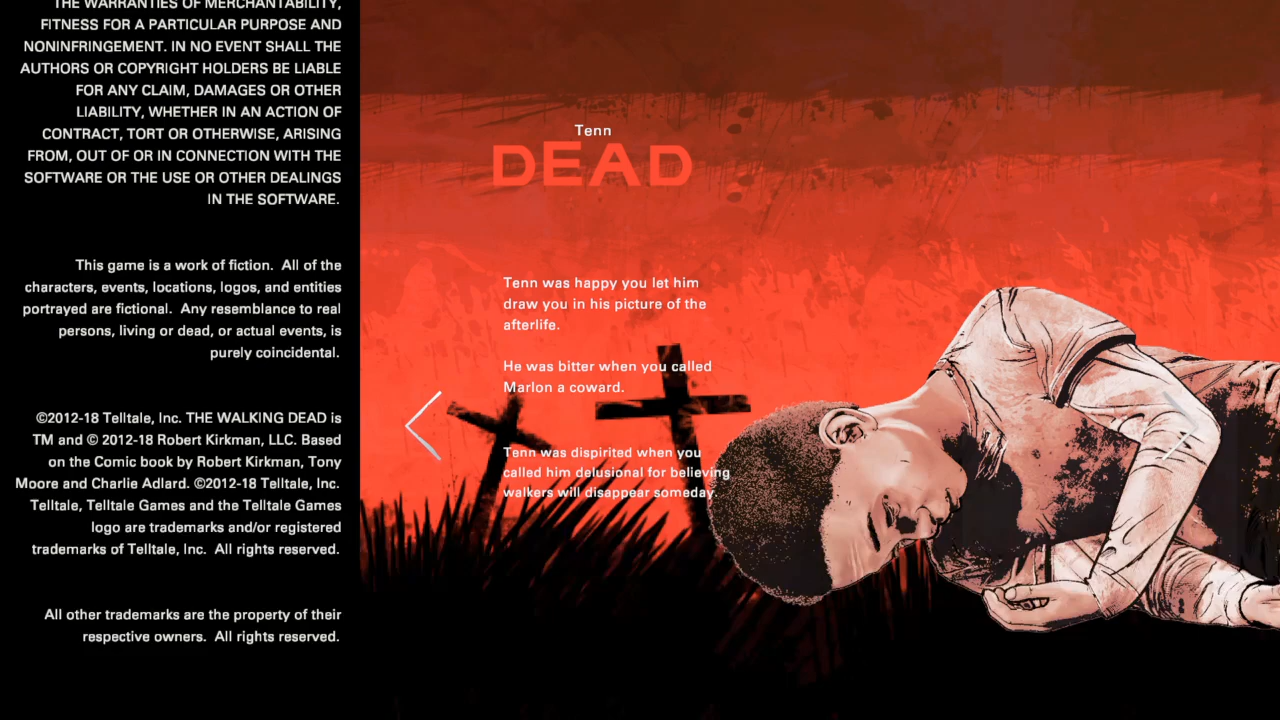 THE WARRANTIES OF MERCHANTABILITY,
FITNESS FOR A PARTICULAR PURPOSE AND
NONINFRINGEMENT. IN NO EVENT SHALL THE
AUTHORS OR COPYRIGHT HOLDERS BE LIABLE
FOR ANY CLAIM, DAMAGES OR OTHER
LIABILITY, WHETHER IN AN ACTION OF
CONTRACT, TORT OR OTHERWISE, ARISING
FROM, OUT OF OR IN CONNECTION WITH THE
SOFTWARE OR THE USE OR OTHER DEALINGS
IN THE SOFTWARE.
This game is a work of fiction.  All of the
characters, events, locations, logos, and entities
portrayed are fictional.  Any resemblance to real
persons, living or dead, or actual events, is
purely coincidental.
©2012-18 Telltale, Inc. THE WALKING DEAD is
TM and © 2012-18 Robert Kirkman, LLC. Based
on the Comic book by Robert Kirkman, Tony
Moore and Charlie Adlard. ©2012-18 Telltale, Inc.
Telltale, Telltale Games and the Telltale Games
logo are trademarks and/or registered
trademarks of Telltale, Inc.  All rights reserved.
All other trademarks are the property of their
respective owners.  All rights reserved.
Tenn
DEAD
Tenn was happy you let him
draw you in his picture of the
afterlife.
He was bitter when you called
Marlon a coward.
Tenn was dispirited when you
called him delusional for believing
walkers will disappear someday.